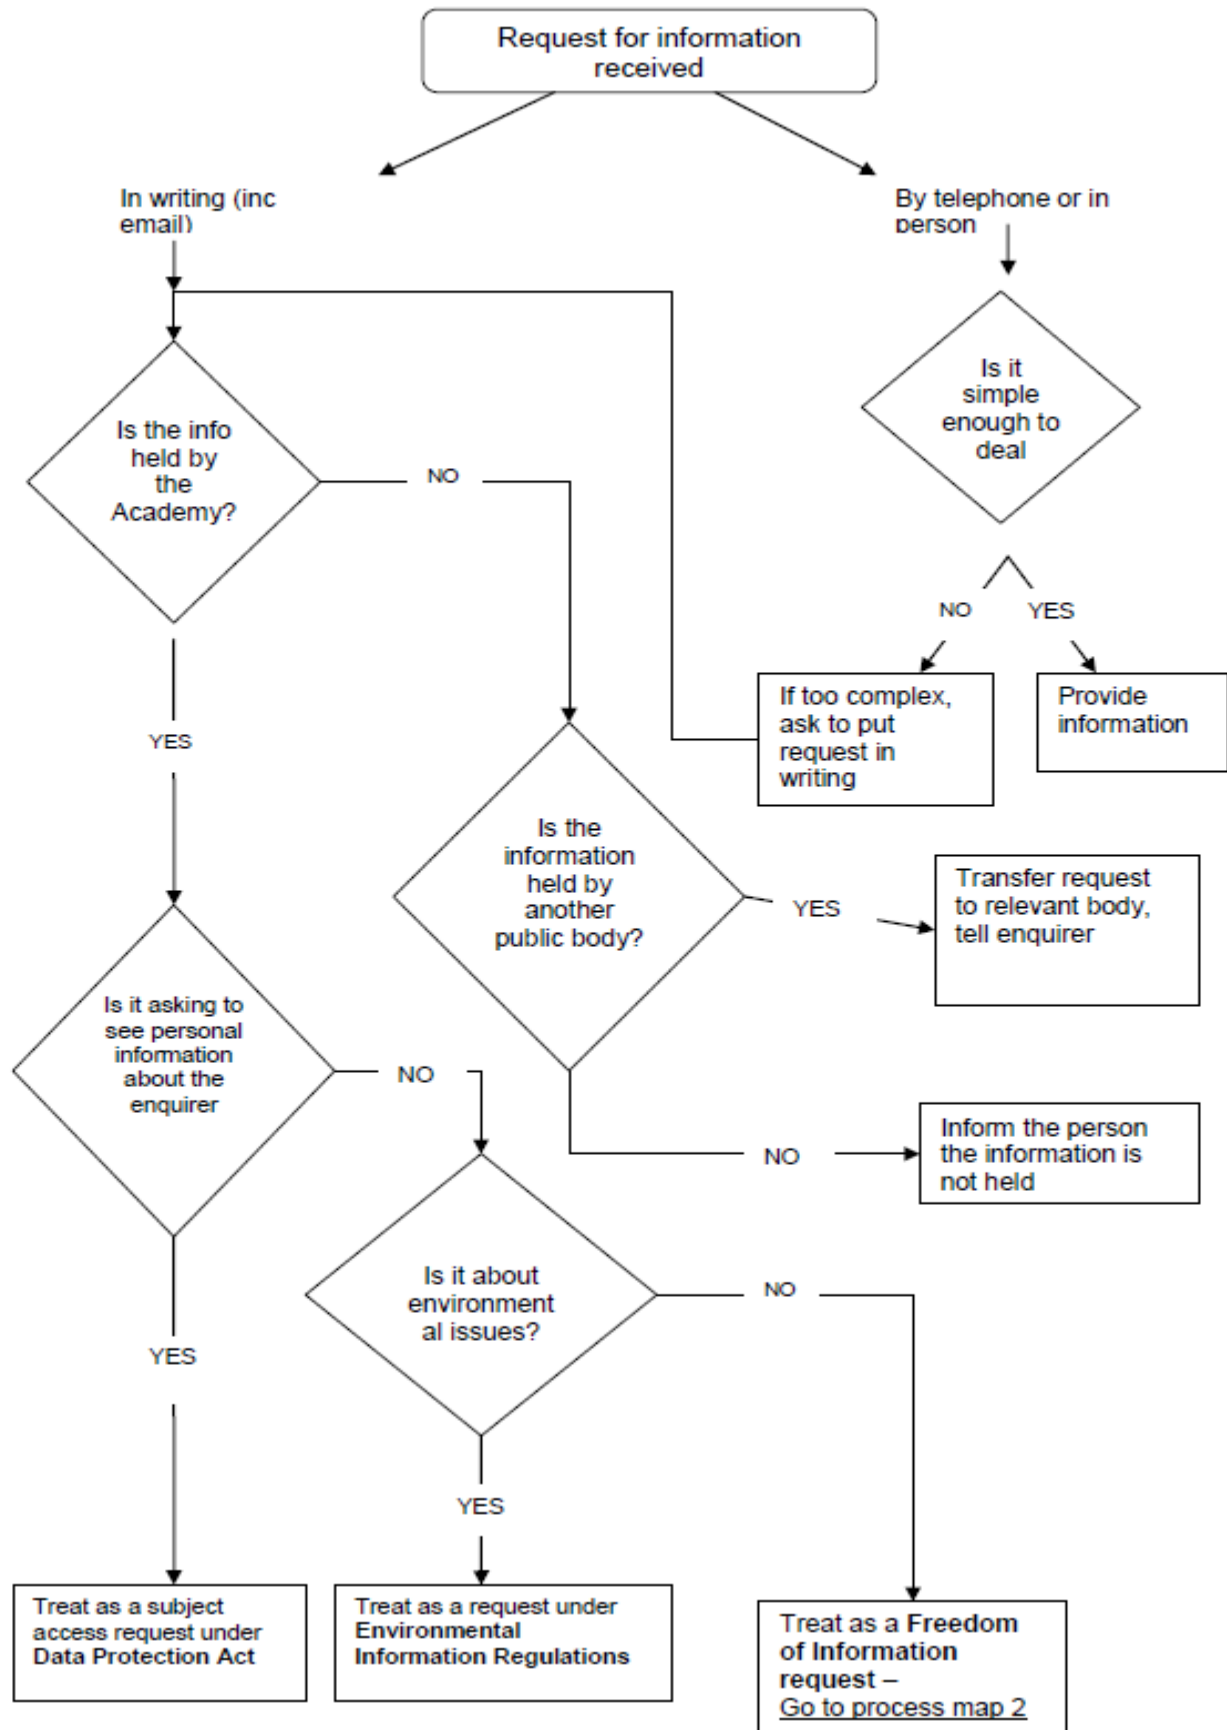 Request for information
received
In writing (inc
email)
By telephone or in
person
Is it
simple
enough to
deal
Is the info
held by
the
Academy?
NO
NO
YES
If too complex,
ask to put
request in
writing
Provide
information
YES
Is the
information
held by
another
public body?
YES
Transfer request
to relevant body,
tell enquirer
Is it asking to
see personal
information
about the
enquirer
NO
NO
Inform the person
the information is
not held
Is it about
environment
al issues?
NO
YES
YES
Treat as a subject
access request under
Data Protection Act
Treat as a request under
Environmental
Information Regulations
Treat as a Freedom
of Information
request –
Go to process map 2